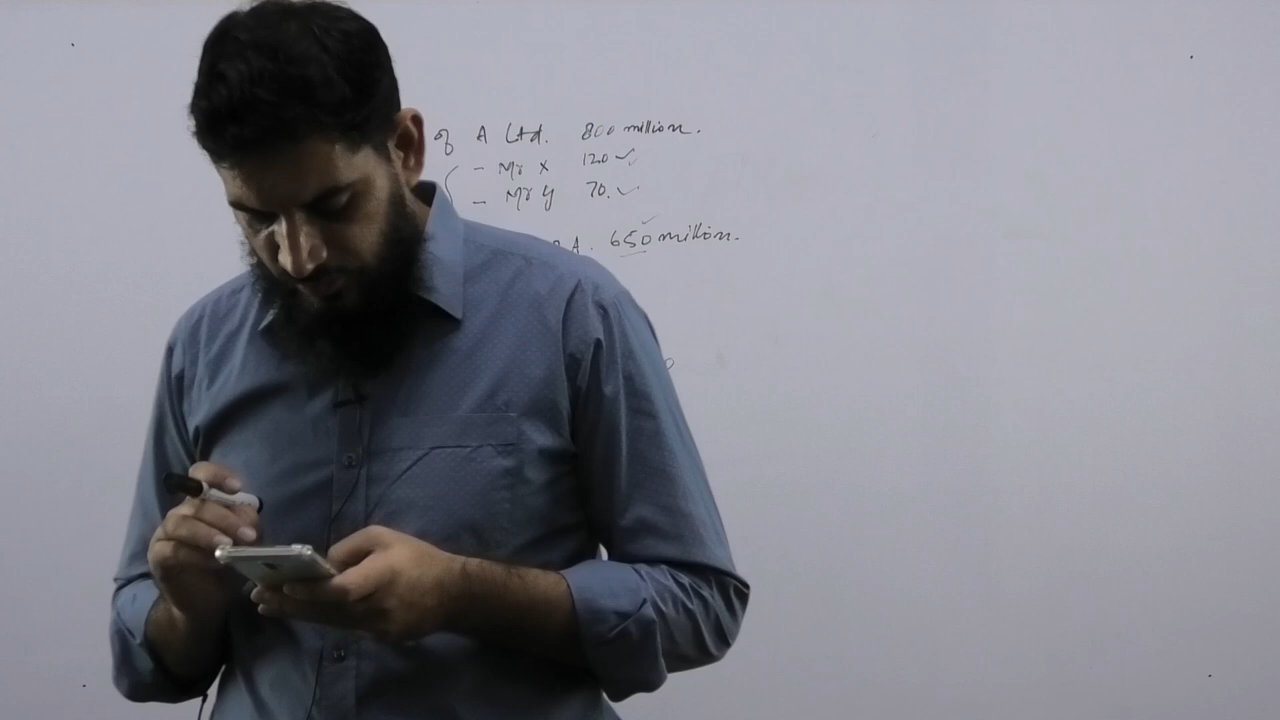 of A Ltd. 800 million.
- Mr X 120 ✓
- Mr Y 70. ✓
A. 650 million.